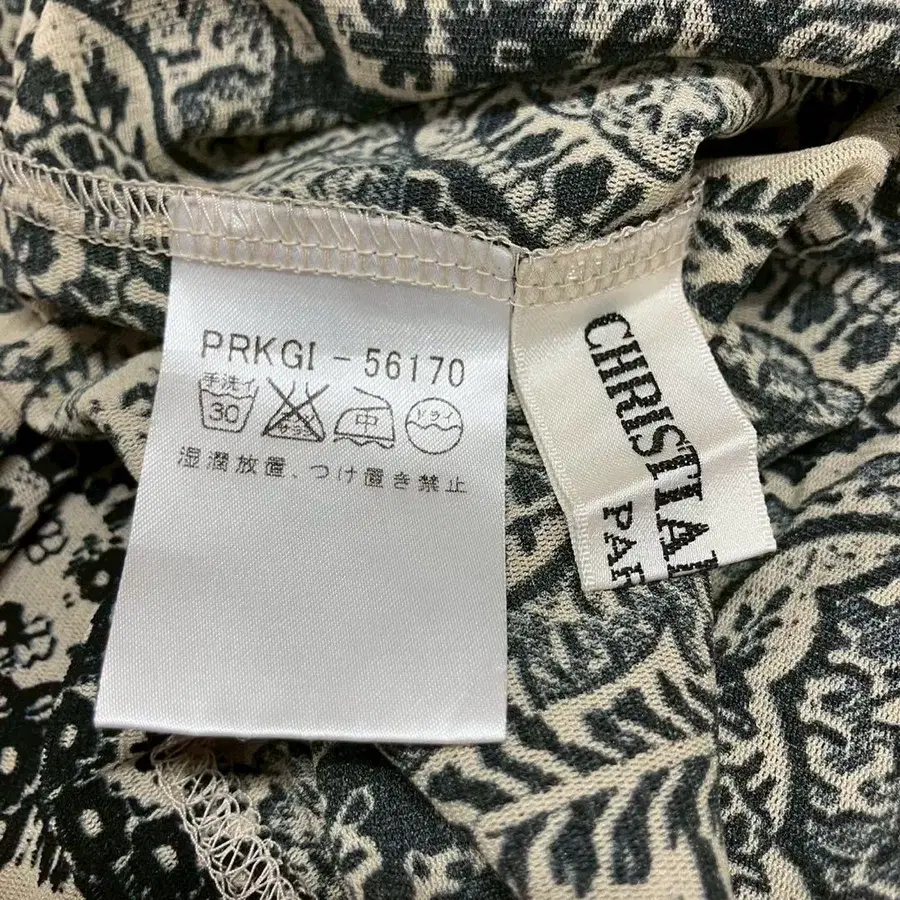 PRKGI - 56170
手洗イ
30
中
ドライ
湿潤放置、つけ置き禁止
CHRISTIA
PAR